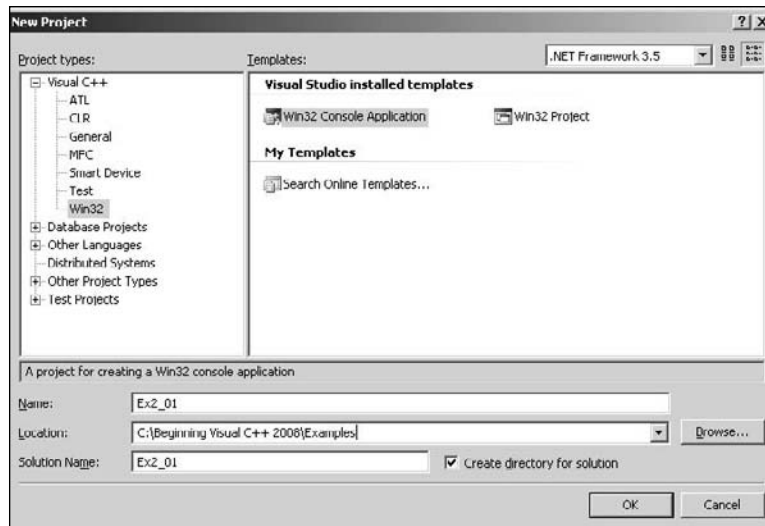 New Project
Project types:
Templates:
.NET Framework 3.5
Visual C++
ATL
CLR
General
MFC
Smart Device
Test
Win32
Database Projects
Other Languages
Distributed Systems
Other Project Types
Test Projects
Visual Studio installed templates
Win32 Console Application
Win32 Project
My Templates
Search Online Templates...
A project for creating a Win32 console application
Name:
Ex2_01
Location:
C:\Beginning Visual C++ 2008\Examples
Browse...
Solution Name:
Ex2_01
Create directory for solution
OK
Cancel